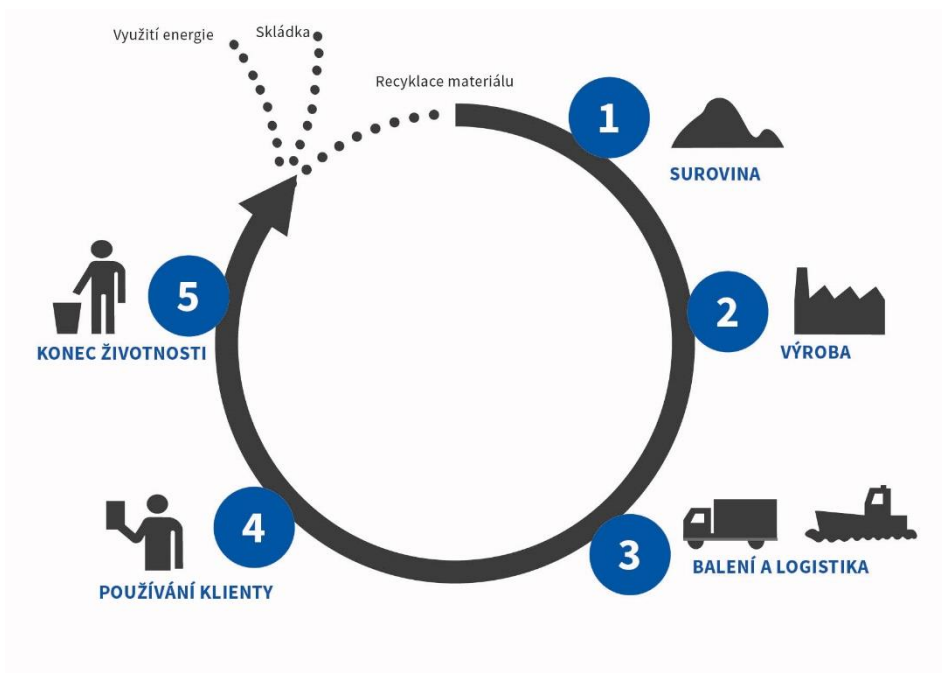 Využití energie
Skládka
Recyklace materiálu
1
SUROVINA
2
VÝROBA
3
BALENÍ A LOGISTIKA
4
POUŽÍVÁNÍ KLIENTY
5
KONEC ŽIVOTNOSTI